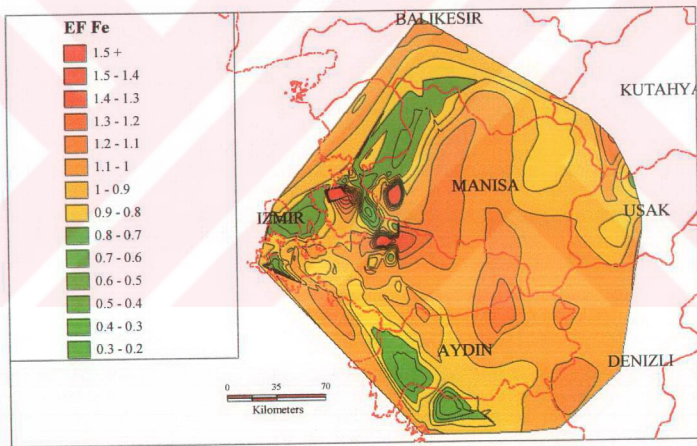 EF Fe
1.5 +
1.5 - 1.4
1.4 - 1.3
1.3 - 1.2
1.2 - 1.1
1.1 - 1
1 - 0.9
0.9 - 0.8
0.8 - 0.7
0.7 - 0.6
0.6 - 0.5
0.5 - 0.4
0.4 - 0.3
0.3 - 0.2
BALIKESIR
KUTAHYA
MANISA
IZMIR
USAK
AYDIN
DENIZLI
0 35 70
Kilometers